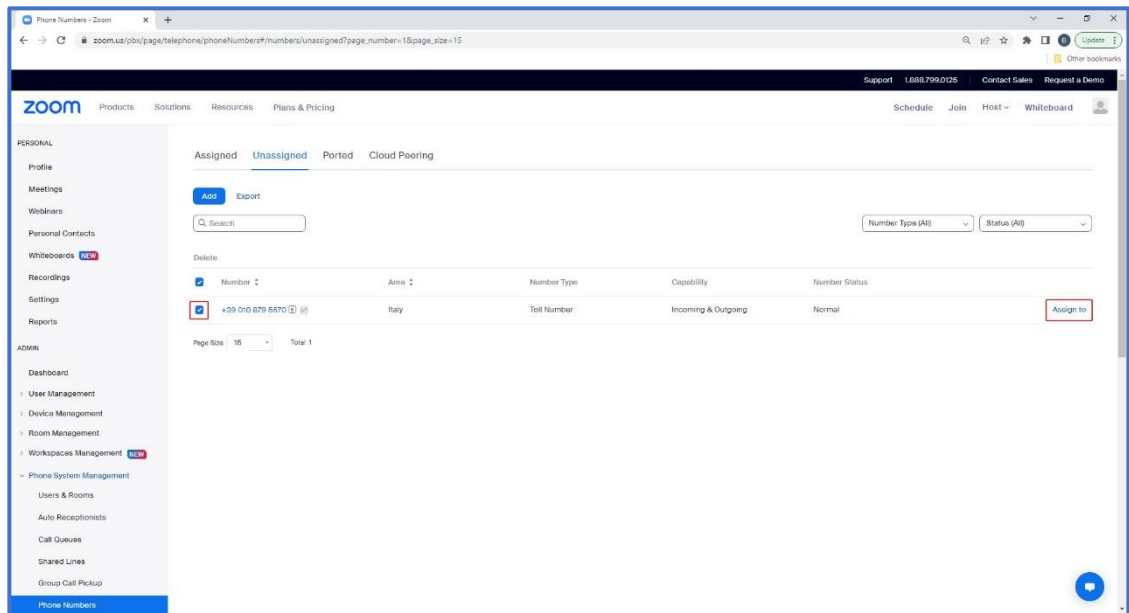 Phone Numbers - Zoom
zoom.us/pbx/page/telephone/phoneNumbers#/numbers/unassigned?page_number=1&page_size=15
B
Update
Other bookmarks
Support 1.888.799.0125 Contact Sales Request a Demo
zoom Products Solutions Resources Plans & Pricing Schedule Join Host Whiteboard
PERSONAL
Profile
Meetings
Webinars
Personal Contacts
Whiteboards NEW
Recordings
Settings
Reports
ADMIN
Dashboard
User Management
Device Management
Room Management
Workspaces Management NEW
Phone System Management
Users & Rooms
Auto Receptionists
Call Queues
Shared Lines
Group Call Pickup
Phone Numbers
Assigned Unassigned Ported Cloud Peering
Add Export
Search Number Type (All) Status (All)
Delete
Number Area Number Type Capability Number Status
+39 010 879 5870 Italy Toll Number Incoming & Outgoing Normal Assign to
Page Size 15 Total 1